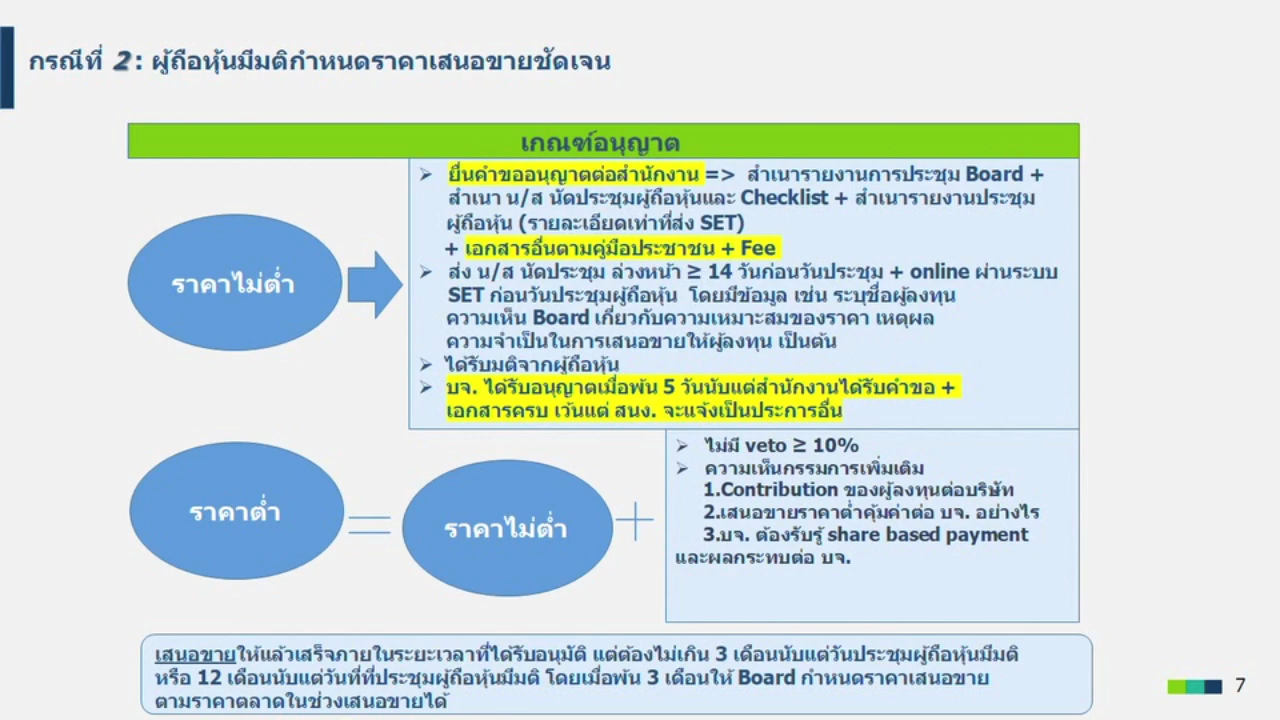 กรณีที่ 2 : ผู้ถือหุ้นมีมติกำหนดราคาเสนอขายชัดเจน
เกณฑ์อนุญาต
ราคาไม่ต่ำ
➢ ยื่นคำขออนุญาตต่อสำนักงาน => สำเนารายงานการประชุม Board +
สำเนา น/ส นัดประชุมผู้ถือหุ้นและ Checklist + สำเนารายงานประชุม
ผู้ถือหุ้น (รายละเอียดเท่าที่ส่ง SET)
+ เอกสารอื่นตามคู่มือประชาชน + Fee
➢ ส่ง น/ส นัดประชุม ล่วงหน้า ≥ 14 วันก่อนวันประชุม + online ผ่านระบบ
SET ก่อนวันประชุมผู้ถือหุ้น โดยมีข้อมูล เช่น ระบุชื่อผู้ลงทุน
ความเห็น Board เกี่ยวกับความเหมาะสมของราคา เหตุผล
ความจำเป็นในการเสนอขายให้ผู้ลงทุน เป็นต้น
➢ ได้รับมติจากผู้ถือหุ้น
➢ บจ. ได้รับอนุญาตเมื่อพ้น 5 วันนับแต่สำนักงานได้รับคำขอ +
เอกสารครบ เว้นแต่ สนง. จะแจ้งเป็นประการอื่น
ราคาต่ำ
=
ราคาไม่ต่ำ
+
➢ ไม่มี veto ≥ 10%
➢ ความเห็นกรรมการเพิ่มเติม
1.Contribution ของผู้ลงทุนต่อบริษัท
2.เสนอขายราคาต่ำคุ้มค่าต่อ บจ. อย่างไร
3.บจ. ต้องรับรู้ share based payment
และผลกระทบต่อ บจ.
เสนอขายให้แล้วเสร็จภายในระยะเวลาที่ได้รับอนุมัติ แต่ต้องไม่เกิน 3 เดือนนับแต่วันประชุมผู้ถือหุ้นมีมติ
หรือ 12 เดือนนับแต่วันที่ที่ประชุมผู้ถือหุ้นมีมติ โดยเมื่อพ้น 3 เดือนให้ Board กำหนดราคาเสนอขาย
ตามราคาตลาดในช่วงเสนอขายได้
7